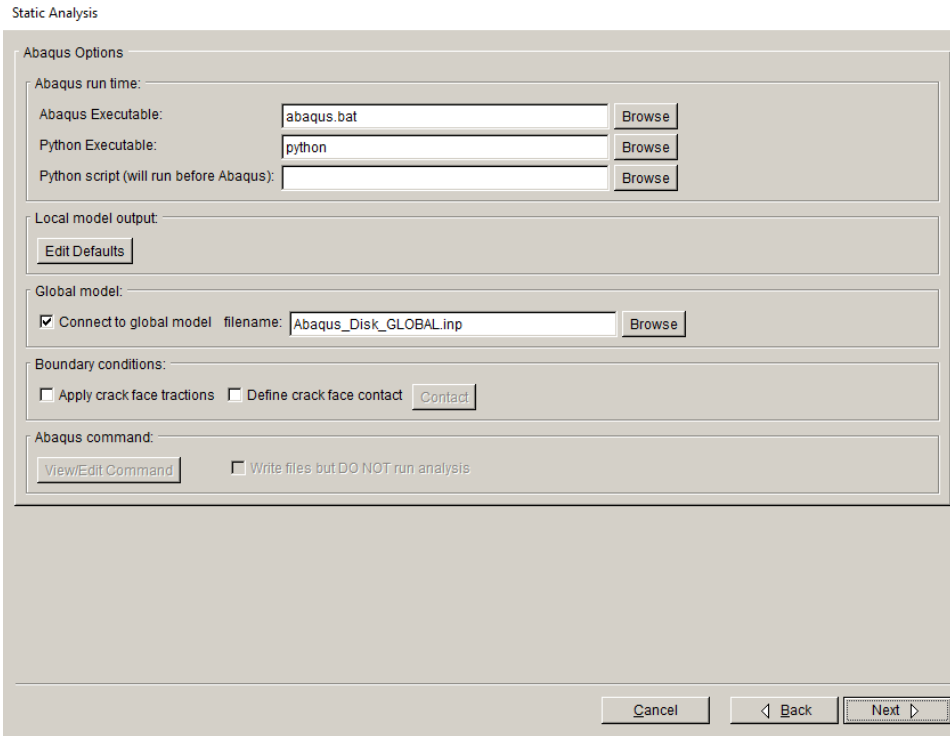 Static Analysis
Abaqus Options
Abaqus run time:
Abaqus Executable: abaqus.bat Browse
Python Executable: python Browse
Python script (will run before Abaqus): Browse
Local model output:
Edit Defaults
Global model:
Connect to global model filename: Abaqus_Disk_GLOBAL.inp Browse
Boundary conditions:
Apply crack face tractions Define crack face contact Contact
Abaqus command:
View/Edit Command Write files but DO NOT run analysis
Cancel Back Next